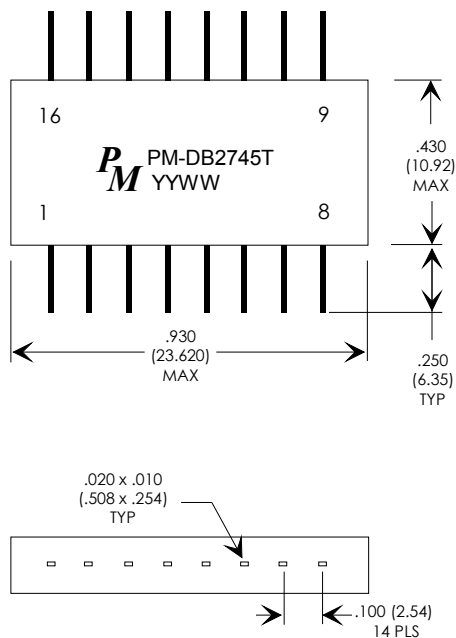 16
9
PM PM-DB2745T
YYWW
1
8
.430
(10.92)
MAX
.930
(23.620)
MAX
.250
(6.35)
TYP
.020 x .010
(.508 x .254)
TYP
.100 (2.54)
14 PLS